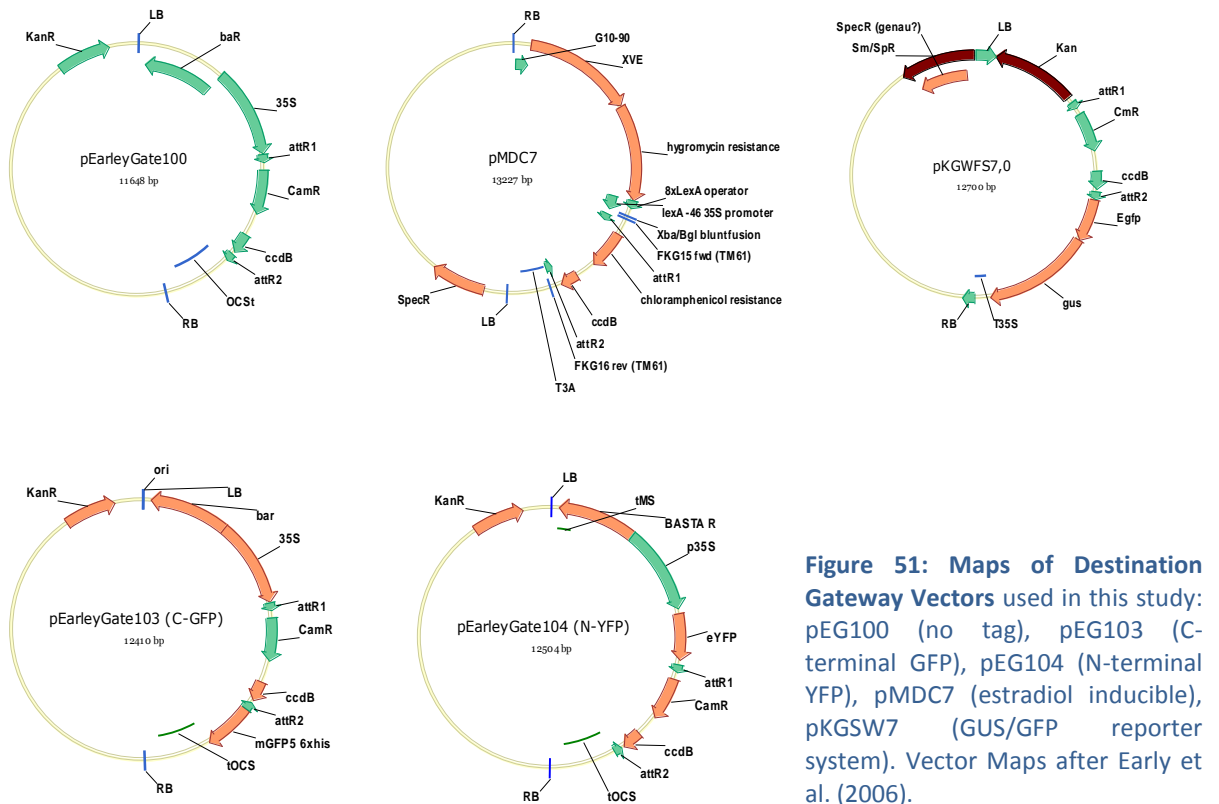 LB
KanR
baR
35S
attR1
pEarleyGate100
11648 bp
CamR
ccdB
attR2
OCSt
RB
RB
G10-90
XVE
pMDC7
13227 bp
hygromycin resistance
8xLexA operator
lexA -46 35S promoter
Xba/Bgl bluntfusion
FKG15 fwd (TM61)
attR1
chloramphenicol resistance
SpecR
LB
ccdB
attR2
FKG16 rev (TM61)
T3A
SpecR (genau?)
LB
Sm/SpR
Kan
attR1
CmR
pKGWFS7,0
12700 bp
ccdB
attR2
Egfp
gus
RB
T35S
ori
KanR
LB
bar
35S
attR1
pEarleyGate103 (C-GFP)
12410 bp
CamR
ccdB
attR2
mGFP5 6xhis
tOCS
RB
LB
KanR
tMS
BASTA R
p35S
pEarleyGate104 (N-YFP)
12504 bp
eYFP
attR1
CamR
ccdB
attR2
RB
tOCS
Figure 51: Maps of Destination
Gateway Vectors used in this study:
pEG100 (no tag), pEG103 (C-
terminal GFP), pEG104 (N-terminal
YFP), pMDC7 (estradiol inducible),
pKGSW7 (GUS/GFP reporter
system). Vector Maps after Early et
al. (2006).